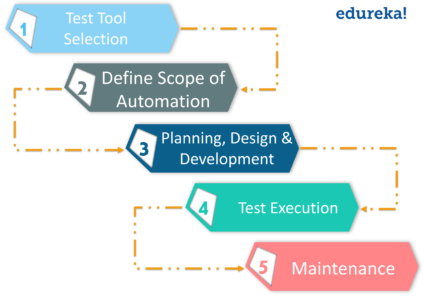 edureka!
1
Test Tool
Selection
2
Define Scope of
Automation
3
Planning, Design &
Development
4
Test Execution
5
Maintenance